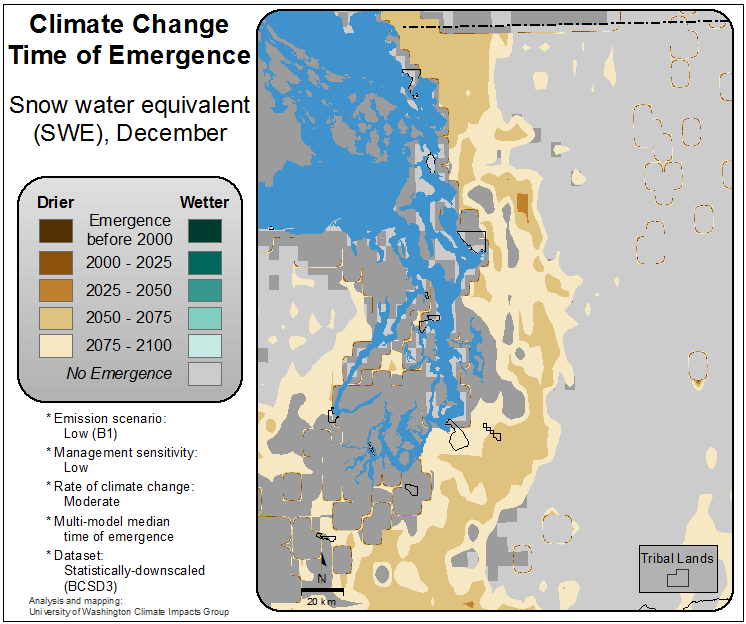 Climate Change
Time of Emergence
Snow water equivalent
(SWE), December
Drier
Wetter
Emergence
before 2000
2000 - 2025
2025 - 2050
2050 - 2075
2075 - 2100
No Emergence
* Emission scenario:
Low (B1)
* Management sensitivity:
Low
* Rate of climate change:
Moderate
* Multi-model median
time of emergence
* Dataset:
Statistically-downscaled
(BCSD3)
Analysis and mapping:
University of Washington Climate Impacts Group
N
20 km
Tribal Lands